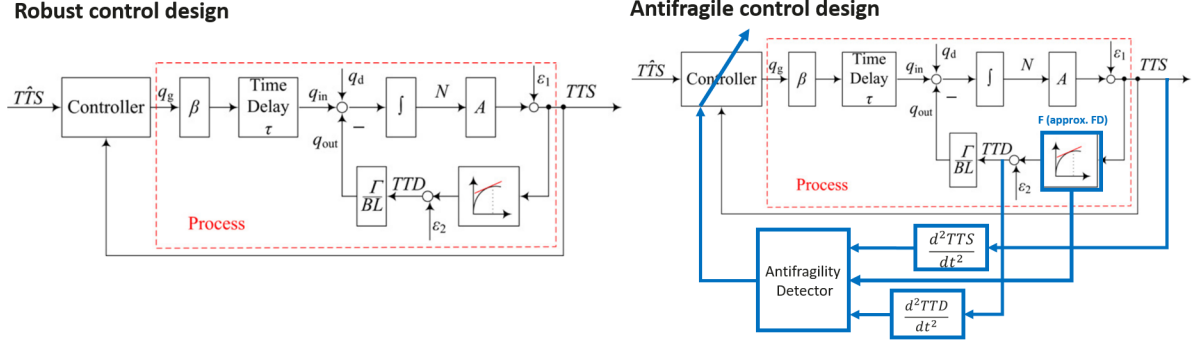 Robust control design
T\hat{T}S
Controller
q_g
β
Time
Delay
τ
q_in
q_d
−
q_out
∫
N
A
ε_1
TTS
Γ
BL
TTD
ε_2
Process
Antifragile control design
T\hat{T}S
Controller
q_g
β
Time
Delay
τ
q_in
q_d
−
q_out
∫
N
A
ε_1
TTS
F (approx. FD)
Γ
BL
TTD
ε_2
Process
Antifragility
Detector
d²TTS
dt²
d²TTD
dt²